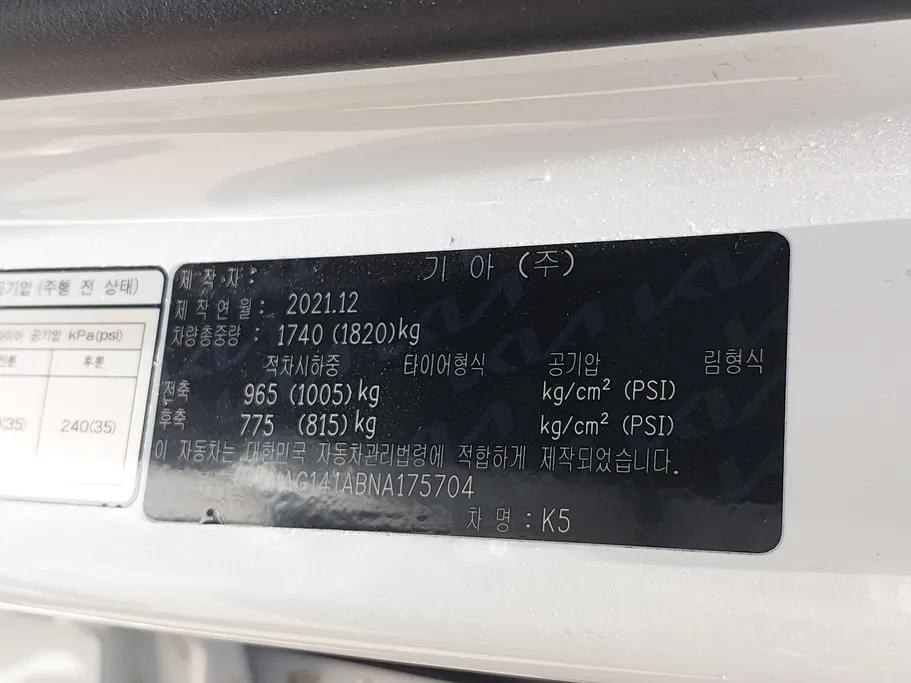 공기압 (주행 전 상태)
공기압 kPa(psi)
후륜
(35) 240(35)
제 작 자 : 기 아 (주)
제 작 연 월 : 2021.12
차량총중량 : 1740 (1820)kg
적차시하중 타이어형식 공기압 림형식
전축 965 (1005)kg kg/cm² (PSI)
후축 775 (815)kg kg/cm² (PSI)
이 자동차는 대한민국 자동차관리법령에 적합하게 제작되었습니다.
G141ABNA175704
차 명 : K5